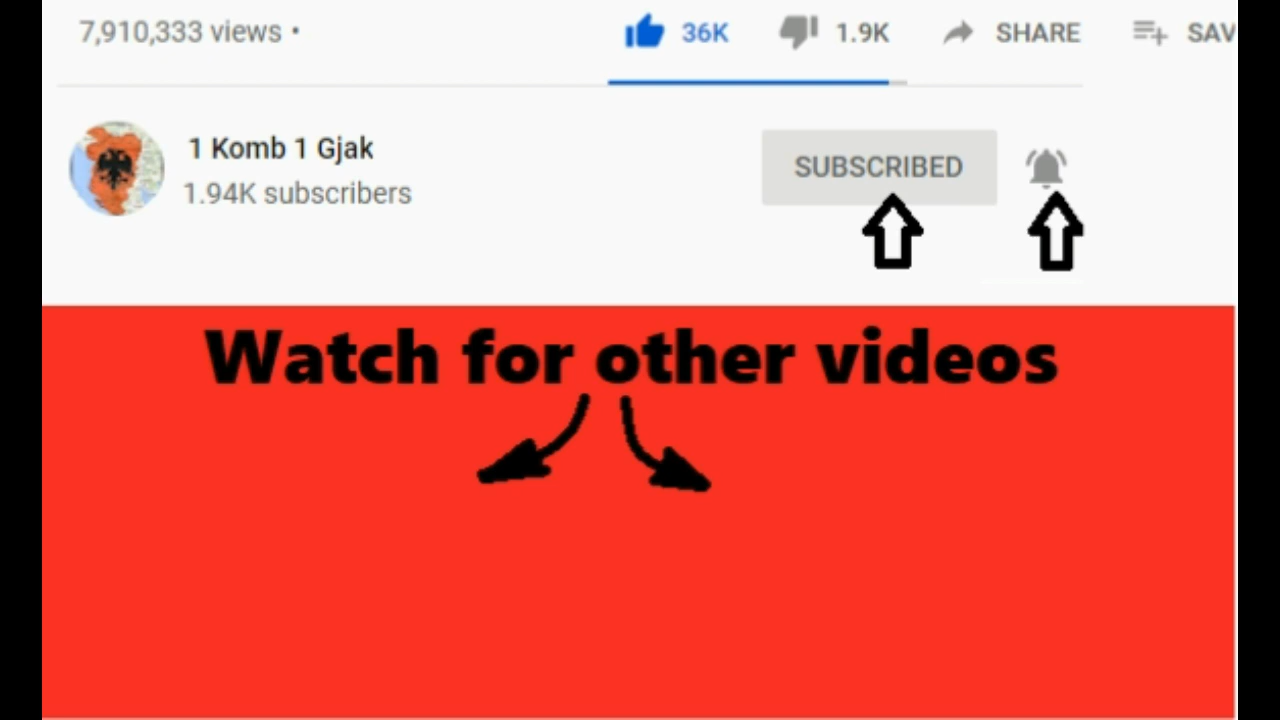 7,910,333 views •
36K
1.9K
SHARE
SAV
1 Komb 1 Gjak
1.94K subscribers
SUBSCRIBED
Watch for other videos